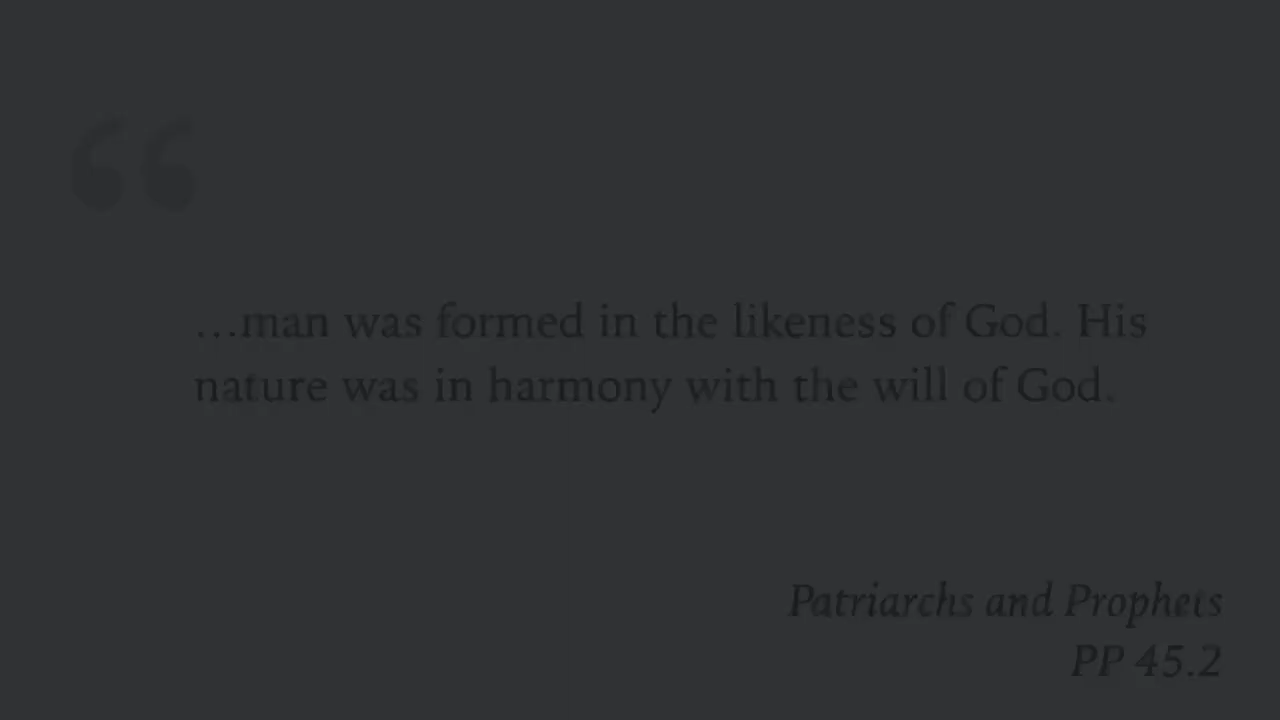 “
…man was formed in the likeness of God. His
nature was in harmony with the will of God.
Patriarchs and Prophets
PP 45.2